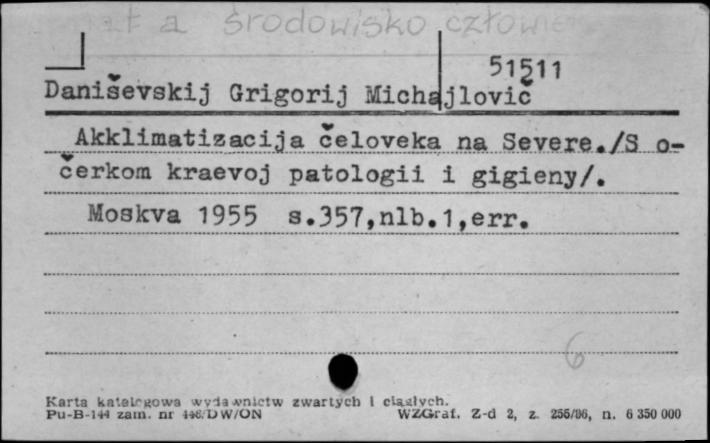 a środowisko człowie
51511
Daniševskij Grigorij Michajlovič
Akklimatizacija čeloveka na Severe./S o-
čerkom kraevoj patologii i gigieny/.
Moskva 1955 s.357,nlb.1,err.
6
Karta katalogowa wydawnictw zwartych i ciągłych.
Pu-B-144 zam. nr 446/DW/ON WZGraf. Z-d 2, z. 256/86, n. 6 350 000